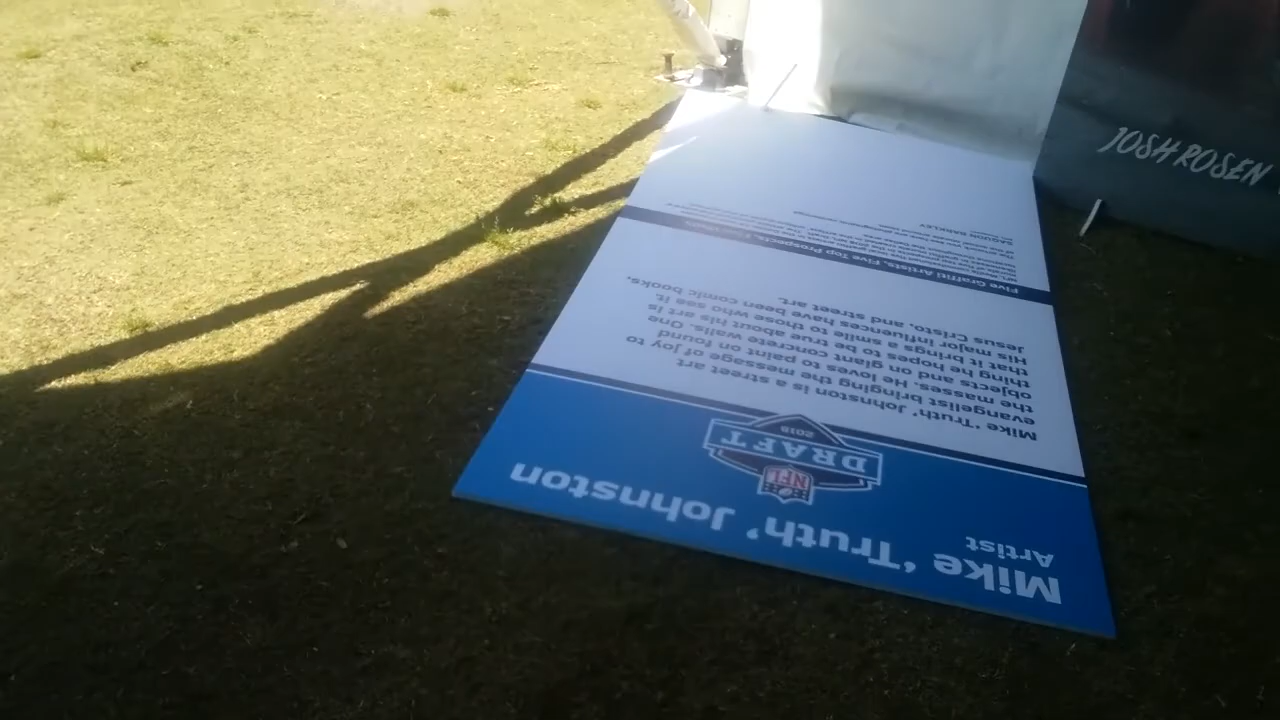 Mike ‘Truth’ Johnston
Artist
NFL
DRAFT
2018
Mike 'Truth' Johnston is a street art
evangelist bringing the message of joy to
the masses. He loves to paint on found
objects and on giant concrete walls. One
thing he hopes to be true about his art is
that it brings a smile to those who see it.
His major influences have been comic books,
Jesus Cristo, and street art.
Five Graffiti Artists. Five Top Prospects.
SAQUON BARKLEY
JOSH ROSEN